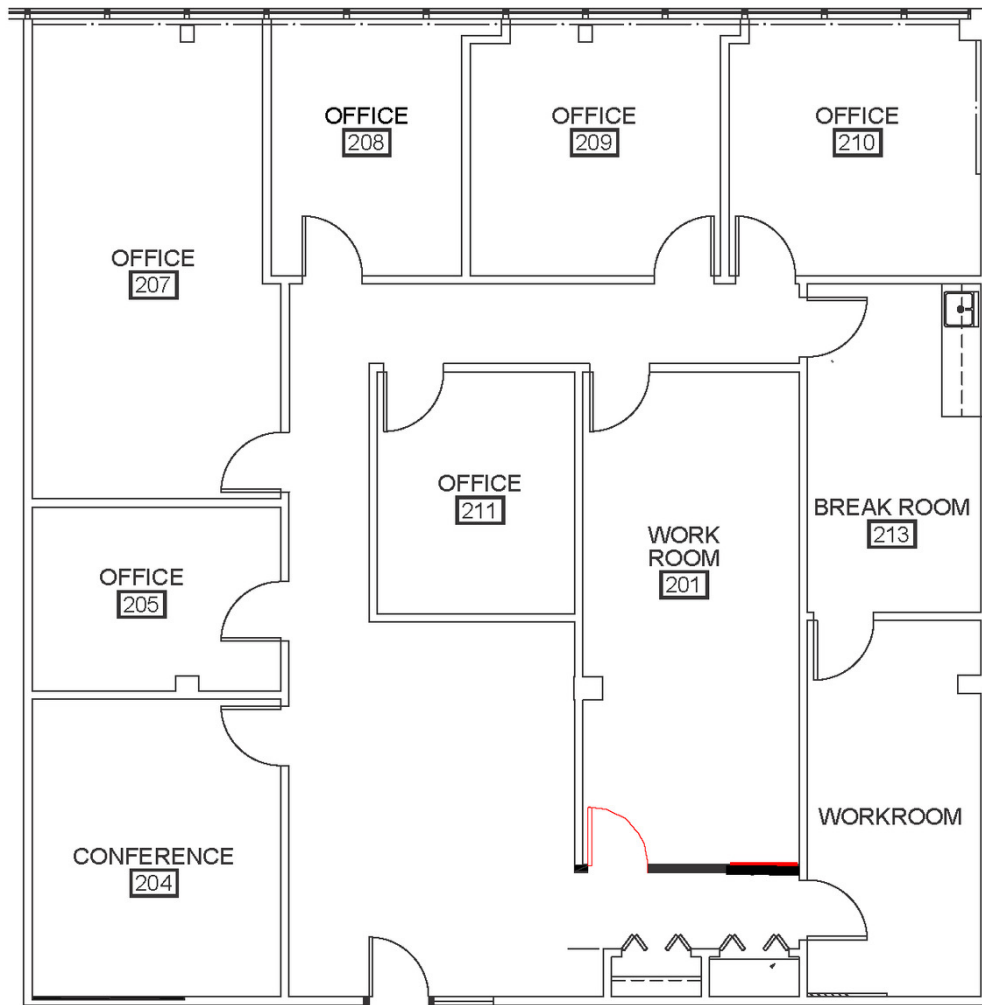 OFFICE
208
OFFICE
209
OFFICE
210
OFFICE
207
OFFICE
211
BREAK ROOM
213
WORK
ROOM
201
OFFICE
205
WORKROOM
CONFERENCE
204